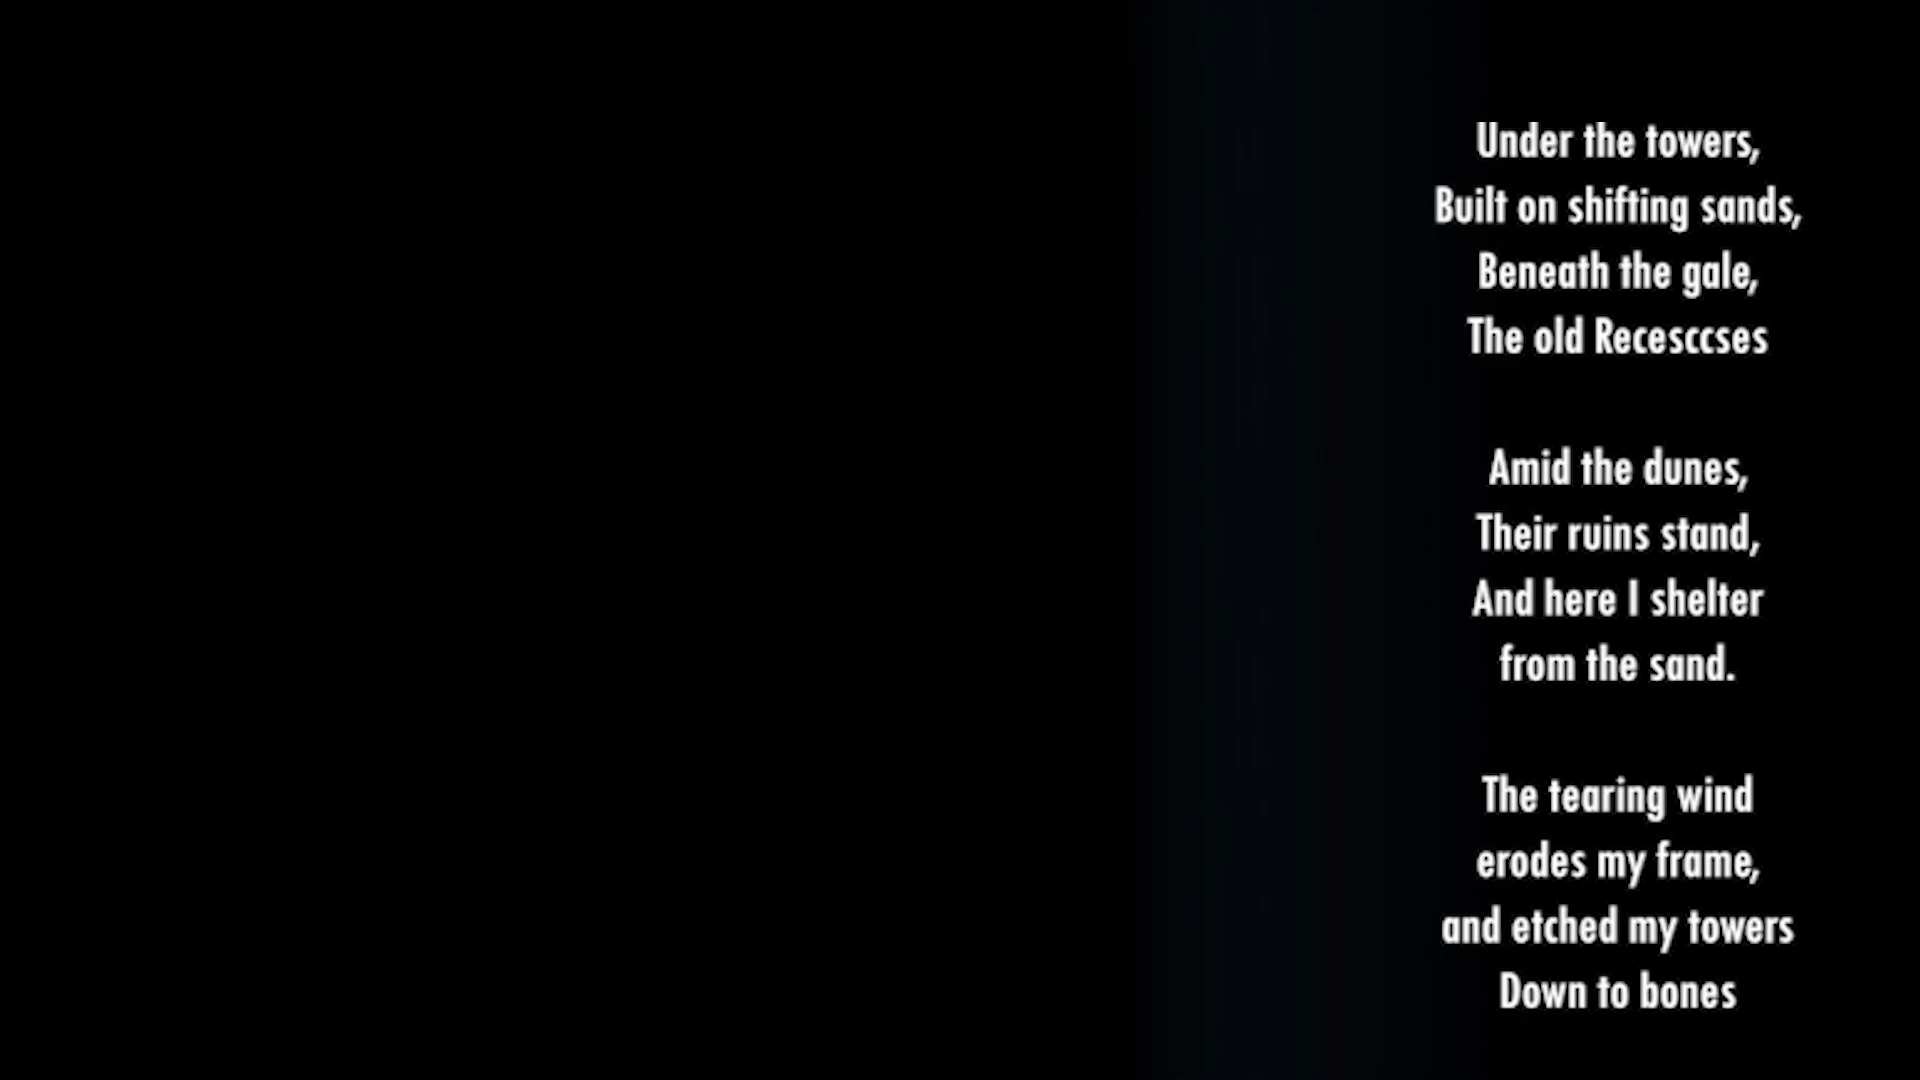 Under the towers,
Built on shifting sands,
Beneath the gale,
The old Recesccses
Amid the dunes,
Their ruins stand,
And here I shelter
from the sand.
The tearing wind
erodes my frame,
and etched my towers
Down to bones